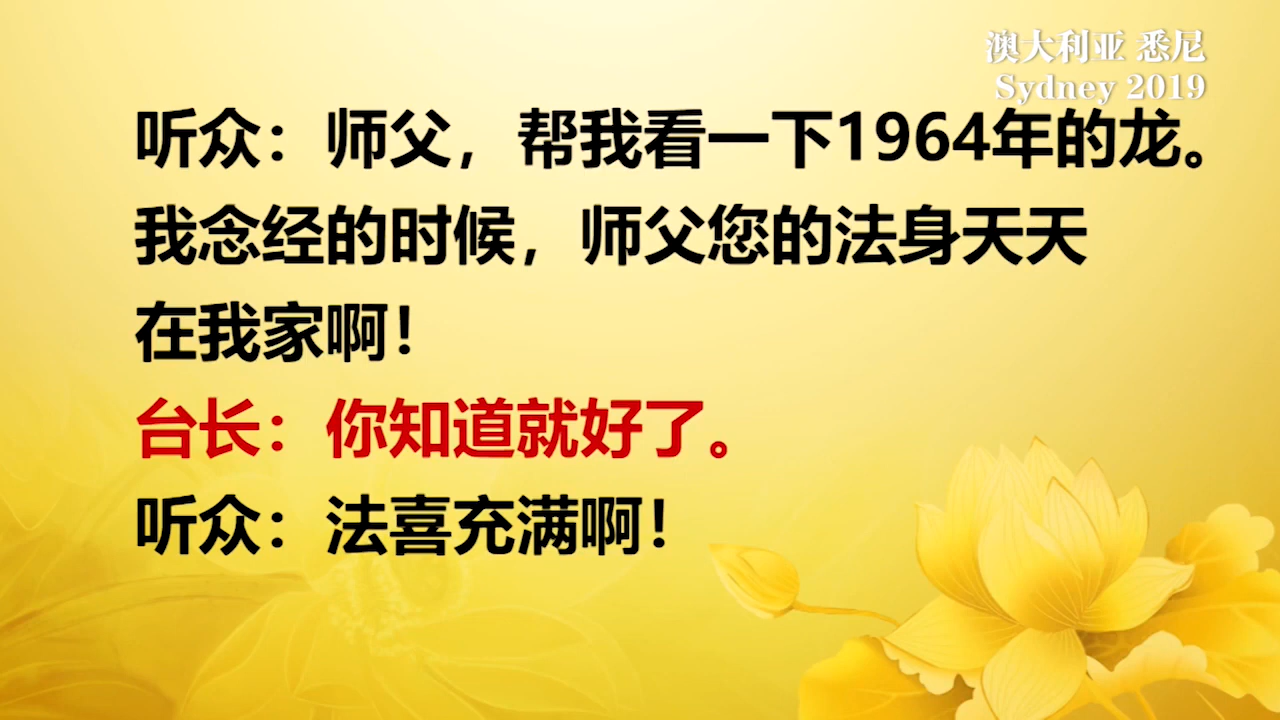 澳大利亚 悉尼
Sydney 2019
听众：师父，帮我看一下1964年的龙。
我念经的时候，师父您的法身天天
在我家啊！
台长：你知道就好了。
听众：法喜充满啊！